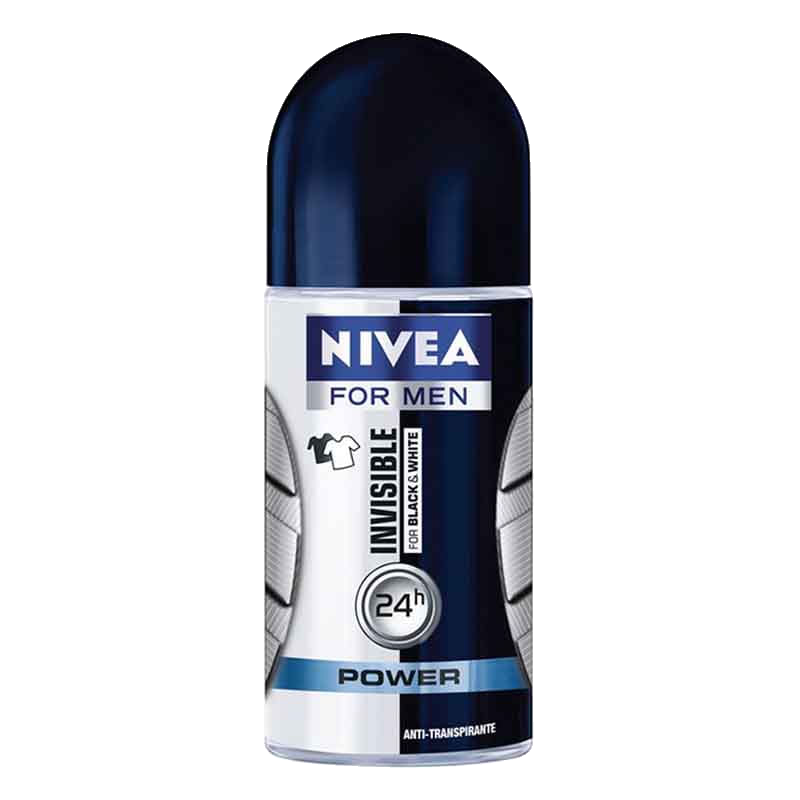 NIVEA
FOR MEN
INVISIBLE
FOR BLACK & WHITE
24h
POWER
ANTI-TRANSPIRANTE